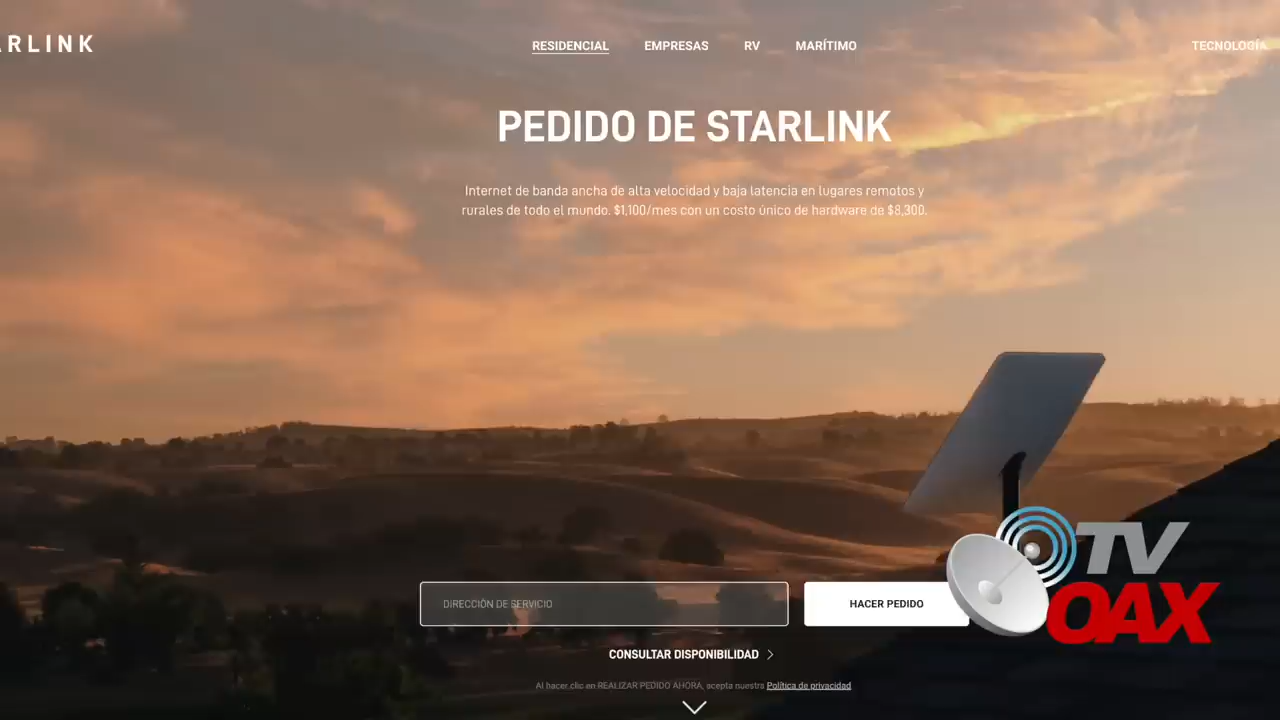 ARLINK
RESIDENCIAL EMPRESAS RV MARÍTIMO TECNOLOGÍA
PEDIDO DE STARLINK
Internet de banda ancha de alta velocidad y baja latencia en lugares remotos y
rurales de todo el mundo. $1,100/mes con un costo único de hardware de $8,300.
DIRECCIÓN DE SERVICIO HACER PEDIDO
TV
OAX
CONSULTAR DISPONIBILIDAD
Al hacer clic en REALIZAR PEDIDO AHORA, acepta nuestra Política de privacidad